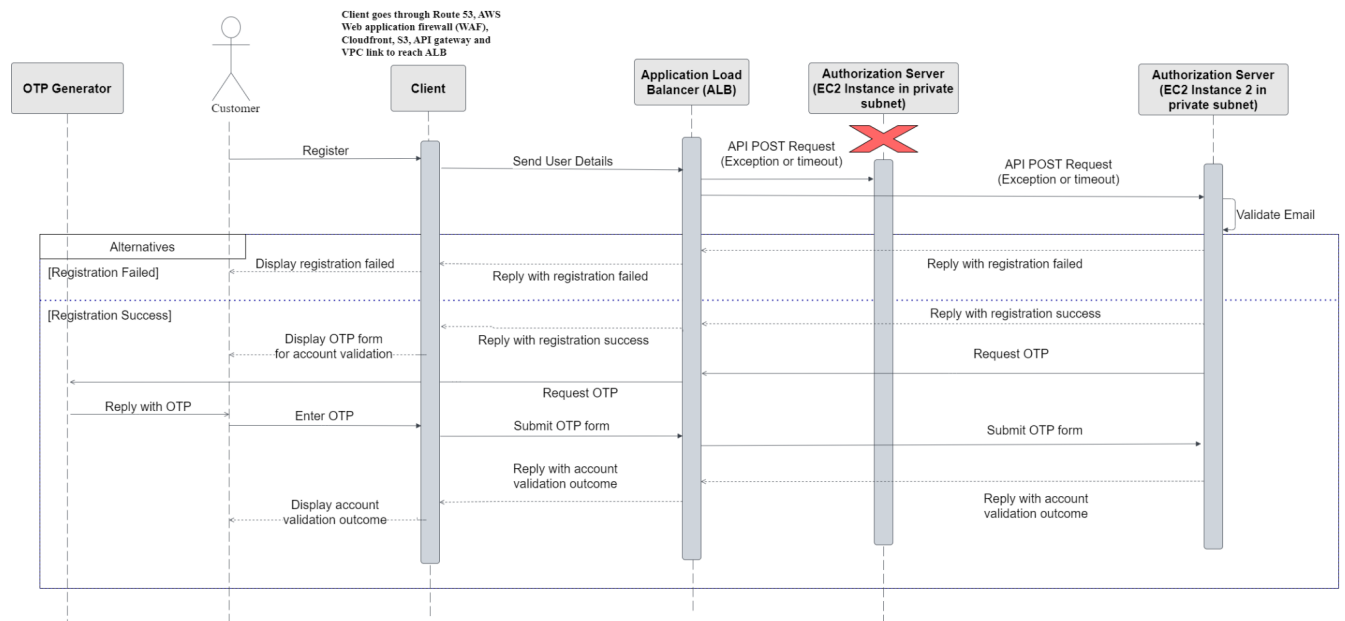 Client goes through Route 53, AWS
Web application firewall (WAF),
Cloudfront, S3, API gateway and
VPC link to reach ALB
OTP Generator
Customer
Client
Application Load
Balancer (ALB)
Authorization Server
(EC2 Instance in private
subnet)
Authorization Server
(EC2 Instance 2 in
private subnet)
Register
Send User Details
API POST Request
(Exception or timeout)
API POST Request
(Exception or timeout)
Validate Email
Alternatives
[Registration Failed]
Display registration failed
Reply with registration failed
Reply with registration failed
[Registration Success]
Reply with registration success
Reply with registration success
Display OTP form
for account validation
Request OTP
Request OTP
Reply with OTP
Enter OTP
Submit OTP form
Submit OTP form
Reply with account
validation outcome
Reply with account
validation outcome
Display account
validation outcome